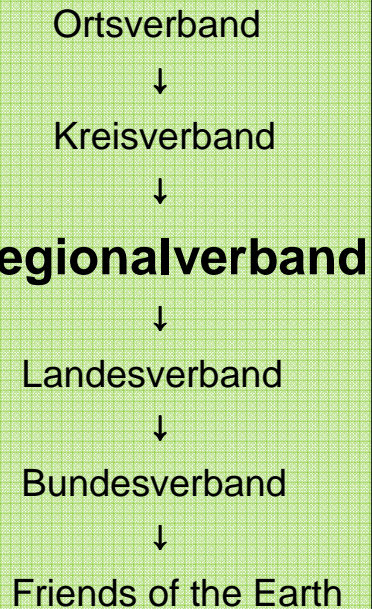 Ortsverband
↓
Kreisverband
↓
egionalverband
↓
Landesverband
↓
Bundesverband
↓
Friends of the Earth